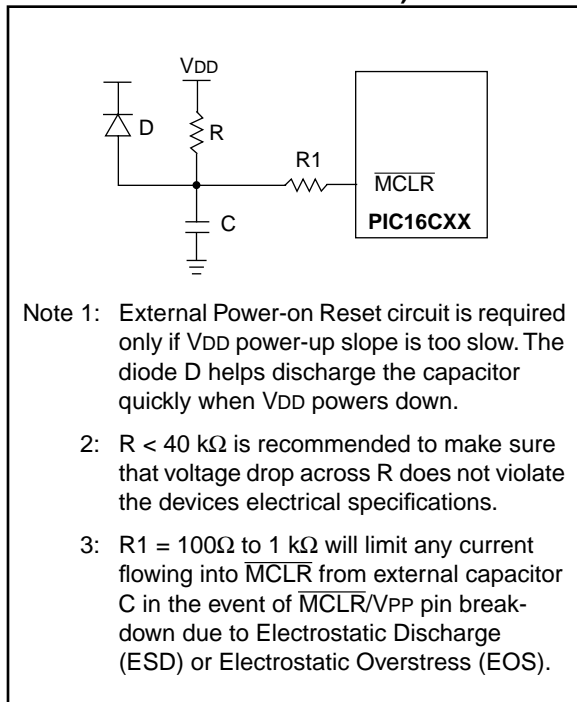 VDD
D
R
R1
MCLR
C
PIC16CXX
Note 1: External Power-on Reset circuit is required
only if VDD power-up slope is too slow. The
diode D helps discharge the capacitor
quickly when VDD powers down.
2: R < 40 kΩ is recommended to make sure
that voltage drop across R does not violate
the devices electrical specifications.
3: R1 = 100Ω to 1 kΩ will limit any current
flowing into MCLR from external capacitor
C in the event of MCLR/VPP pin break-
down due to Electrostatic Discharge
(ESD) or Electrostatic Overstress (EOS).